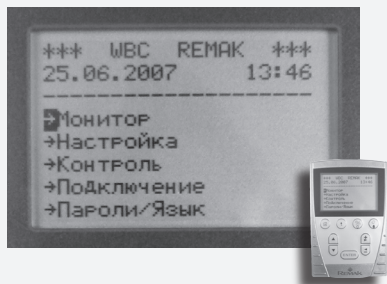 *** WBC REMAK ***
25.06.2007 13:46
--------------------------
→Монитор
→Настройка
→Контроль
→Подключение
→Пароли/Язык